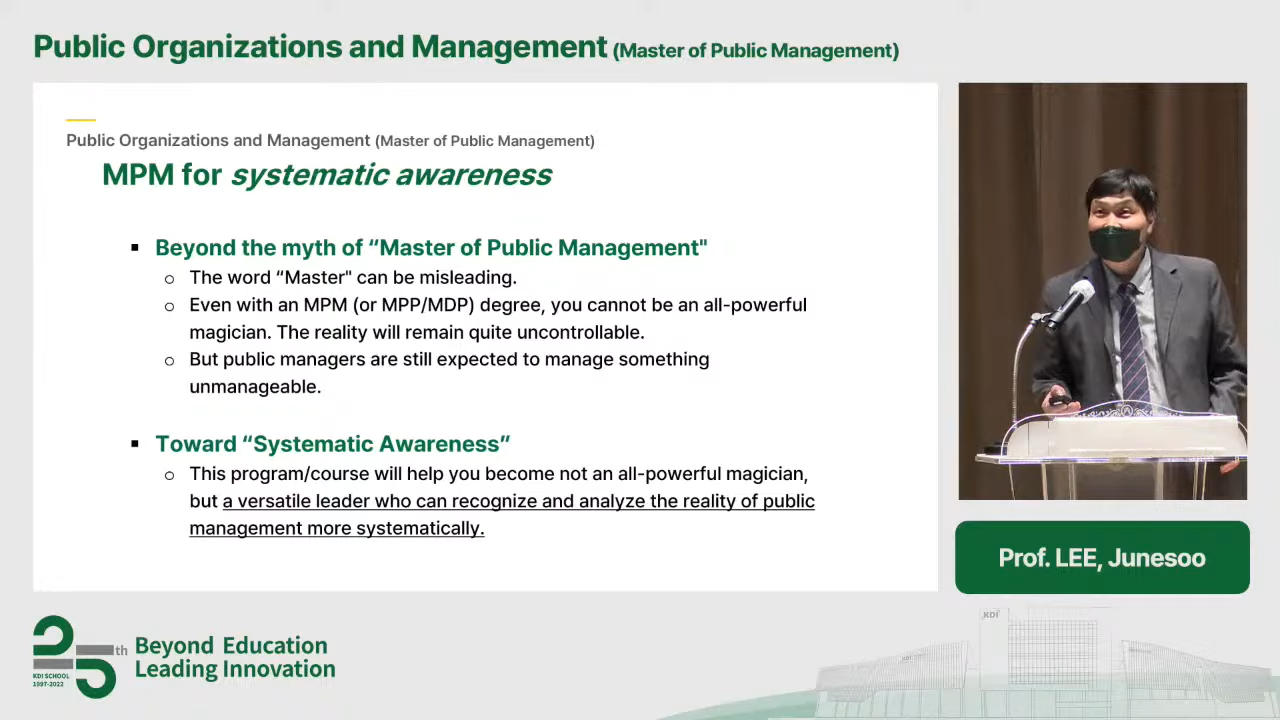 Public Organizations and Management (Master of Public Management)
Public Organizations and Management (Master of Public Management)
MPM for systematic awareness
▪ Beyond the myth of “Master of Public Management"
o The word “Master" can be misleading.
o Even with an MPM (or MPP/MDP) degree, you cannot be an all-powerful
magician. The reality will remain quite uncontrollable.
o But public managers are still expected to manage something
unmanageable.
▪ Toward “Systematic Awareness”
o This program/course will help you become not an all-powerful magician,
but a versatile leader who can recognize and analyze the reality of public
management more systematically.
Prof. LEE, Junesoo
25th
KDI SCHOOL
1997-2022
Beyond Education
Leading Innovation
KDI
KDI